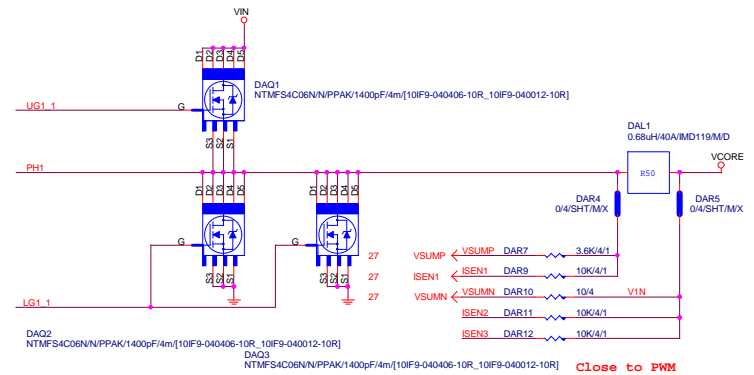 VIN
D1 D2 D3 D4 D5
DAQ1
NTMFS4C06N/N/PPAK/1400pF/4m/[10IF9-040406-10R_10IF9-040012-10R]
UG1_1
G
S3 S2 S1
DAL1
0.68uH/40A/IMD119/M/D
VCORE
PH1
R50
D1 D2 D3 D4 D5
D1 D2 D3 D4 D5
DAR4
0/4/SHT/M/X
DAR5
0/4/SHT/M/X
G
G
27 VSUMP VSUMP DAR7 3.6K/4/1
27 ISEN1 ISEN1 DAR9 10K/4/1
27 VSUMN VSUMN DAR10 10/4 V1N
S3 S2 S1
S3 S2 S1
LG1_1
ISEN2 DAR11 10K/4/1
ISEN3 DAR12 10K/4/1
DAQ2
NTMFS4C06N/N/PPAK/1400pF/4m/[10IF9-040406-10R_10IF9-040012-10R]
DAQ3
NTMFS4C06N/N/PPAK/1400pF/4m/[10IF9-040406-10R_10IF9-040012-10R]
Close to PWM